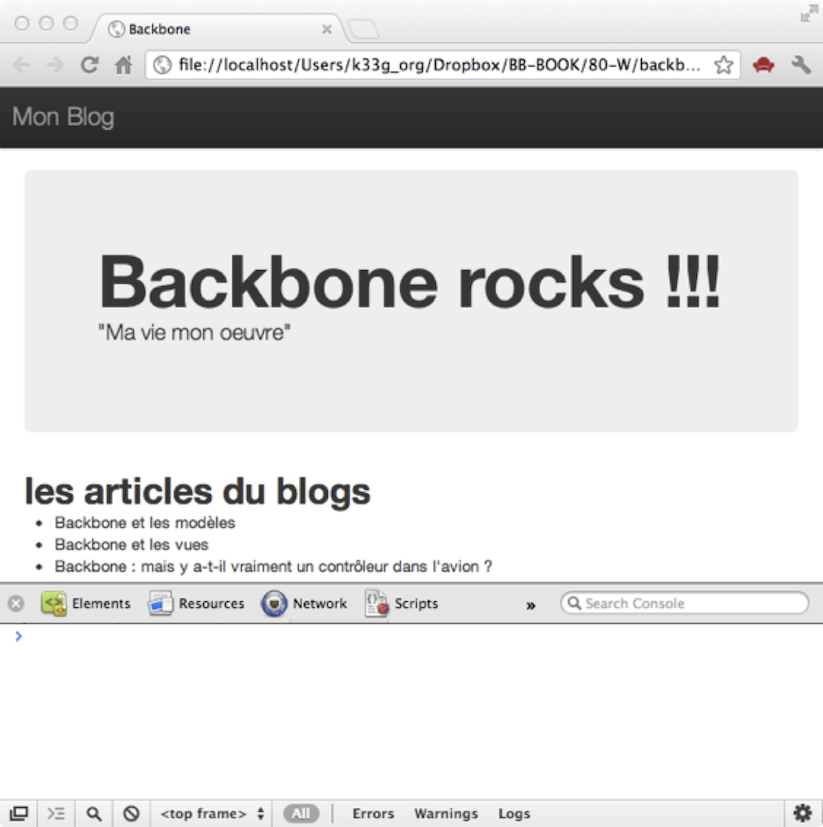 Backbone
file://localhost/Users/k33g_org/Dropbox/BB-BOOK/80-W/backb...
Mon Blog
Backbone rocks !!!
"Ma vie mon oeuvre"
les articles du blogs
Backbone et les modèles
Backbone et les vues
Backbone : mais y a-t-il vraiment un contrôleur dans l'avion ?
Elements Resources Network Scripts » Search Console
<top frame> All Errors Warnings Logs